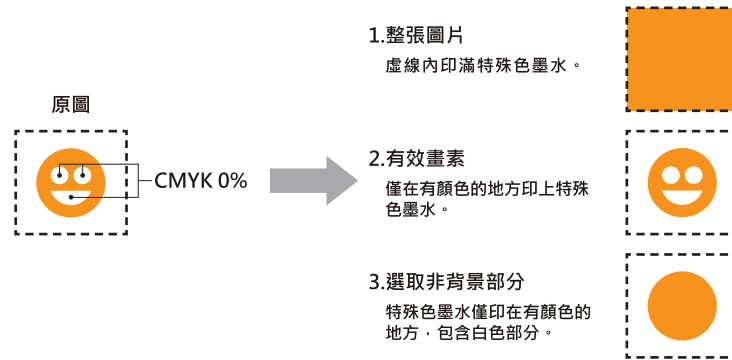 原圖
CMYK 0%
1.整張圖片
虛線內印滿特殊色墨水。
2.有效畫素
僅在有顏色的地方印上特殊
色墨水。
3.選取非背景部分
特殊色墨水僅印在有顏色的
地方，包含白色部分。